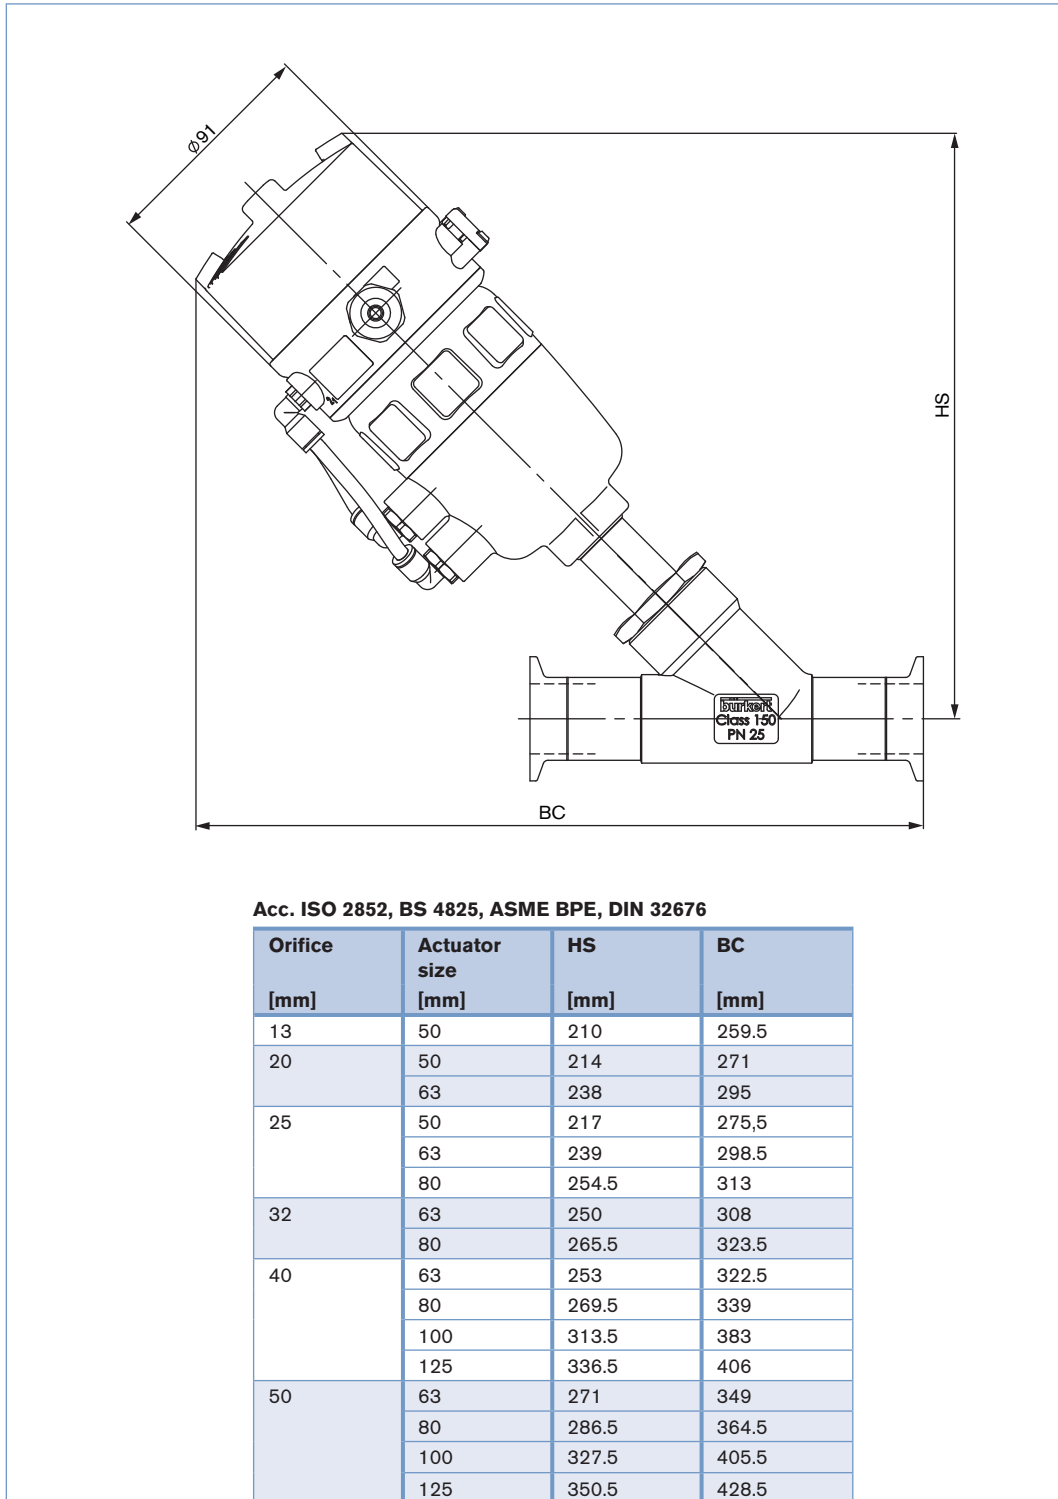 ø91
HS
bürkert
Class 150
PN 25
BC
Acc. ISO 2852, BS 4825, ASME BPE, DIN 32676
Orifice Actuator size HS BC
[mm] [mm] [mm] [mm]
13 50 210 259.5
20 50 214 271
63 238 295
25 50 217 275,5
63 239 298.5
80 254.5 313
32 63 250 308
80 265.5 323.5
40 63 253 322.5
80 269.5 339
100 313.5 383
125 336.5 406
50 63 271 349
80 286.5 364.5
100 327.5 405.5
125 350.5 428.5